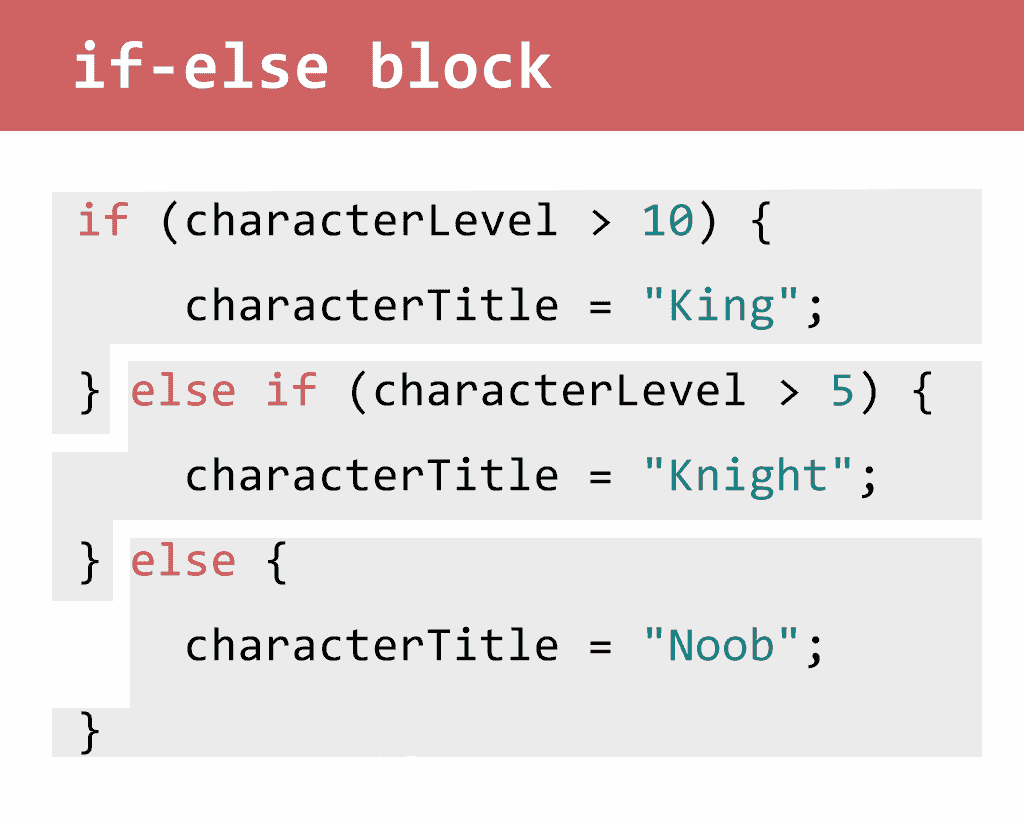 if-else block
if (characterLevel > 10) {
characterTitle = "King";
} else if (characterLevel > 5) {
characterTitle = "Knight";
} else {
characterTitle = "Noob";
}